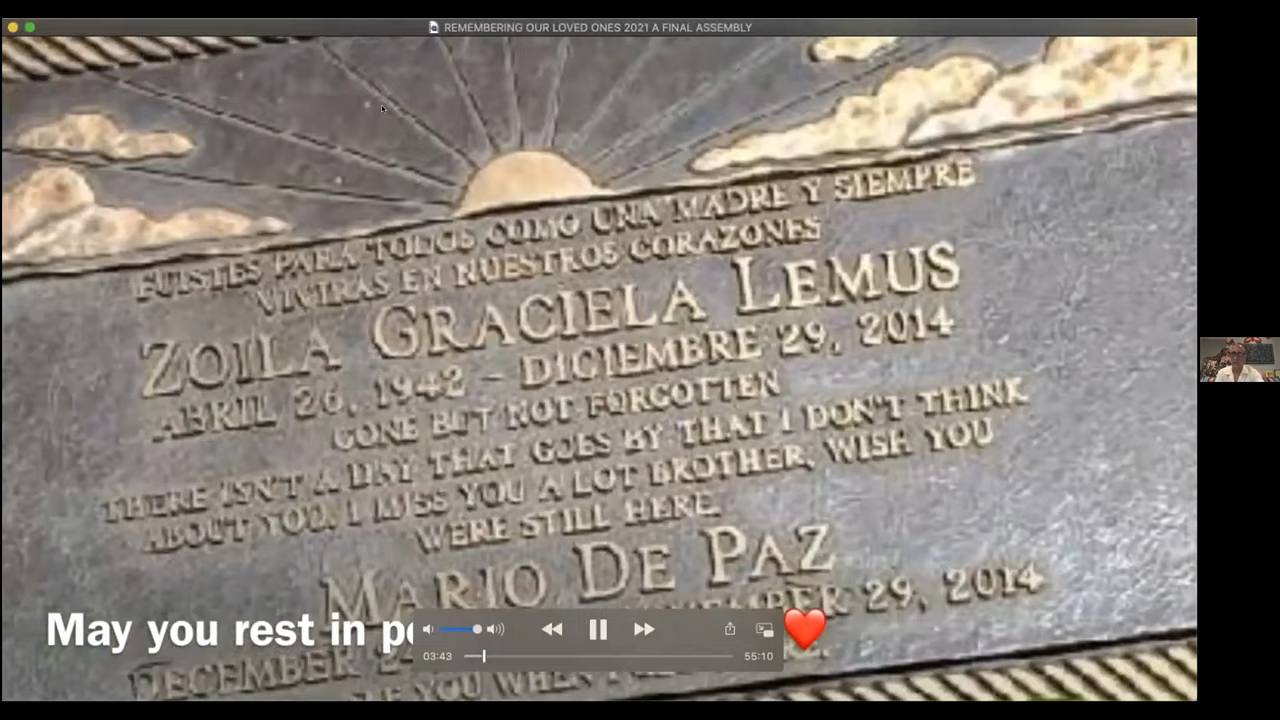 REMEMBERING OUR LOVED ONES 2021 A FINAL ASSEMBLY
FUISTES PARA TODOS COMO UNA MADRE Y SIEMPRE
VIVIRAS EN NUESTROS CORAZONES
ZOILA GRACIELA LEMUS
ABRIL 26, 1942 - DICIEMBRE 29, 2014
GONE BUT NOT FORGOTTEN
THERE ISN'T A DAY THAT GOES BY THAT I DON'T THINK
ABOUT YOU. I MISS YOU A LOT BROTHER, WISH YOU
WERE STILL HERE.
MARIO DE PAZ
DECEMBER 29, 2014
YOU WHEN I
May you rest in
03:43
55:10